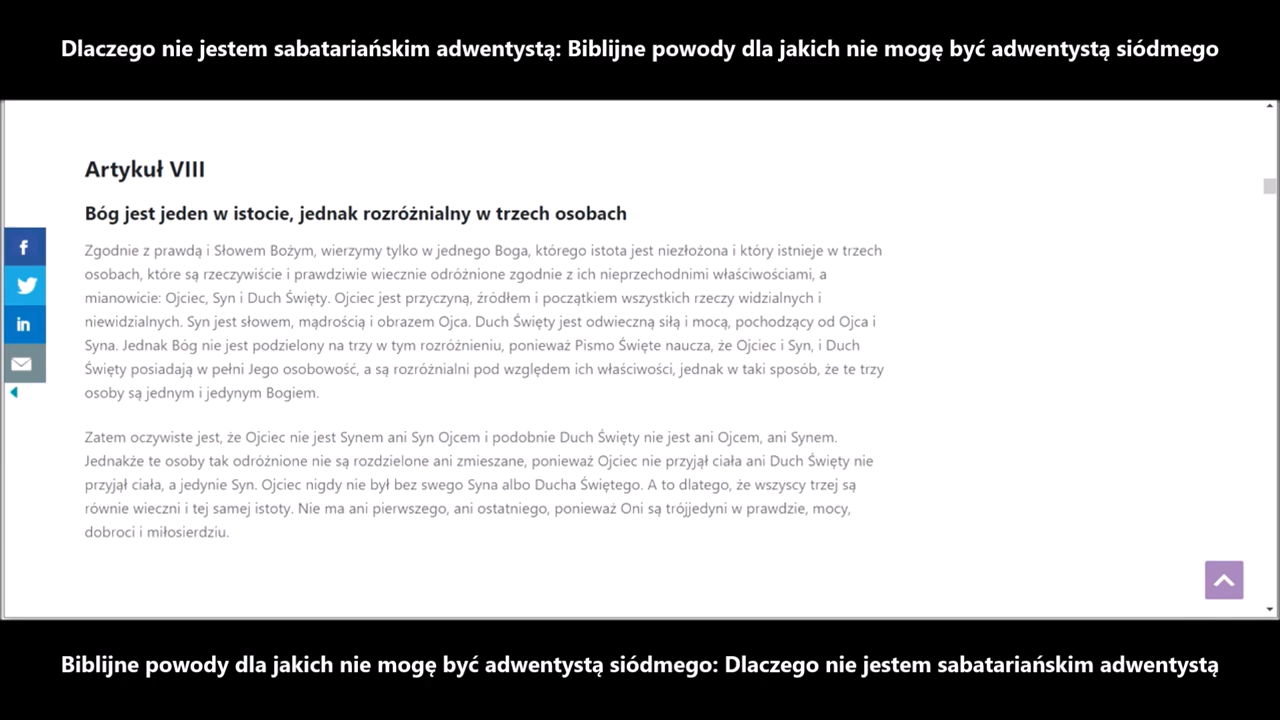 Dlaczego nie jestem sabatariańskim adwentystą: Biblijne powody dla jakich nie mogę być adwentystą siódmego
Artykuł VIII
Bóg jest jeden w istocie, jednak rozróżnialny w trzech osobach
Zgodnie z prawdą i Słowem Bożym, wierzymy tylko w jednego Boga, którego istota jest niezłożona i który istnieje w trzech
osobach, które są rzeczywiście i prawdziwie wiecznie odróżnione zgodnie z ich nieprzechodnimi właściwościami, a
mianowicie: Ojciec, Syn i Duch Święty. Ojciec jest przyczyną, źródłem i początkiem wszystkich rzeczy widzialnych i
niewidzialnych. Syn jest słowem, mądrością i obrazem Ojca. Duch Święty jest odwieczną siłą i mocą, pochodzący od Ojca i
Syna. Jednak Bóg nie jest podzielony na trzy w tym rozróżnieniu, ponieważ Pismo Święte naucza, że Ojciec i Syn, i Duch
Święty posiadają w pełni Jego osobowość, a są rozróżnialni pod względem ich właściwości, jednak w taki sposób, że te trzy
osoby są jednym i jedynym Bogiem.
Zatem oczywiste jest, że Ojciec nie jest Synem ani Syn Ojcem i podobnie Duch Święty nie jest ani Ojcem, ani Synem.
Jednakże te osoby tak odróżnione nie są rozdzielone ani zmieszane, ponieważ Ojciec nie przyjął ciała ani Duch Święty nie
przyjął ciała, a jedynie Syn. Ojciec nigdy nie był bez swego Syna albo Ducha Świętego. A to dlatego, że wszyscy trzej są
równie wieczni i tej samej istoty. Nie ma ani pierwszego, ani ostatniego, ponieważ Oni są trójjedyni w prawdzie, mocy,
dobroci i miłosierdziu.
Biblijne powody dla jakich nie mogę być adwentystą siódmego: Dlaczego nie jestem sabatariańskim adwentystą